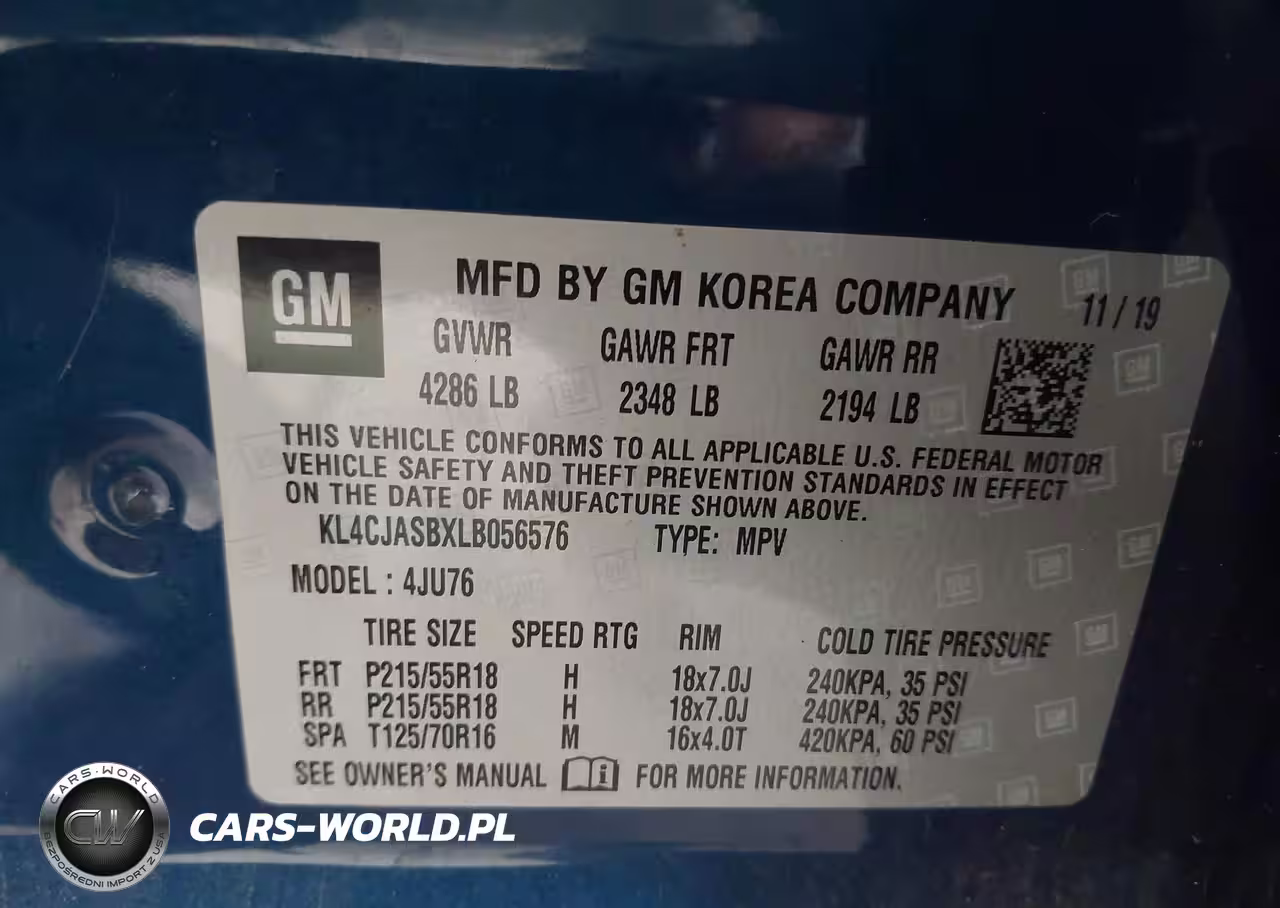 GM
MFD BY GM KOREA COMPANY 11 / 19
GVWR GAWR FRT GAWR RR
4286 LB 2348 LB 2194 LB
THIS VEHICLE CONFORMS TO ALL APPLICABLE U.S. FEDERAL MOTOR
VEHICLE SAFETY AND THEFT PREVENTION STANDARDS IN EFFECT
ON THE DATE OF MANUFACTURE SHOWN ABOVE.
KL4CJASBXLB056576 TYPE: MPV
MODEL : 4JU76
TIRE SIZE SPEED RTG RIM COLD TIRE PRESSURE
FRT P215/55R18 H 18x7.0J 240KPA, 35 PSI
RR P215/55R18 H 18x7.0J 240KPA, 35 PSI
SPA T125/70R16 M 16x4.0T 420KPA, 60 PSI
SEE OWNER'S MANUAL i FOR MORE INFORMATION.
CARS-WORLD
CW
BEZPOŚREDNI IMPORT Z USA
CARS-WORLD.PL